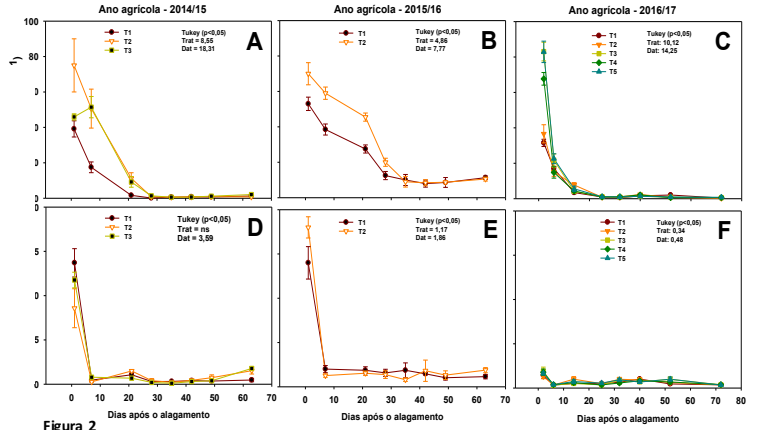 Ano agrícola - 2014/15
Ano agrícola - 2015/16
Ano agrícola - 2016/17
100
80
T1
T2
T3
Tukey (p<0,05)
Trat = 8,55
Dat = 18,31
A
T1
T2
Tukey (p<0,05)
Trat = 4,86
Dat = 7,77
B
T1
T2
T3
T4
T5
Tukey (p<0,05)
Trat: 10,12
Dat: 14,25
C
T1
T2
T3
Tukey (p<0,05)
Trat = ns
Dat = 3,59
D
5
5
0
T1
T2
Tukey (p<0,05)
Trat = 1,17
Dat = 1,86
E
T1
T2
T3
T4
T5
Tukey (p<0,05)
Trat: 0,34
Dat: 0,48
F
0 10 20 30 40 50 60 70
0 10 20 30 40 50 60
0 10 20 30 40 50 60 70 80
Dias após o alagamento
Dias após o alagamento
Dias após o alagamento
Figura 2